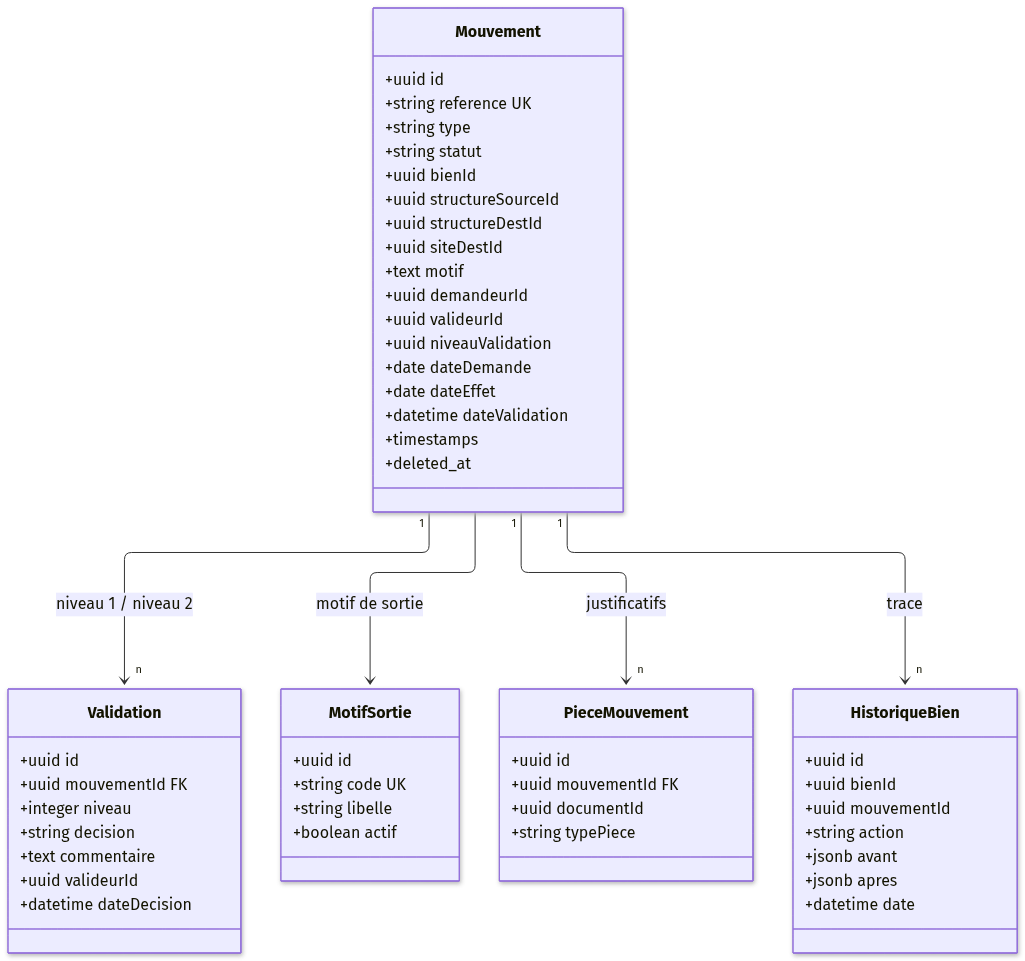 Mouvement
+uuid id
+string reference UK
+string type
+string statut
+uuid bienId
+uuid structureSourceId
+uuid structureDestId
+uuid siteDestId
+text motif
+uuid demandeurId
+uuid valideurId
+uuid niveauValidation
+date dateDemande
+date dateEffet
+datetime dateValidation
+timestamps
+deleted_at
1
1
1
niveau 1 / niveau 2
motif de sortie
justificatifs
trace
n
n
n
Validation
+uuid id
+uuid mouvementId FK
+integer niveau
+string decision
+text commentaire
+uuid valideurId
+datetime dateDecision
MotifSortie
+uuid id
+string code UK
+string libelle
+boolean actif
PieceMouvement
+uuid id
+uuid mouvementId FK
+uuid documentId
+string typePiece
HistoriqueBien
+uuid id
+uuid bienId
+uuid mouvementId
+string action
+jsonb avant
+jsonb apres
+datetime date